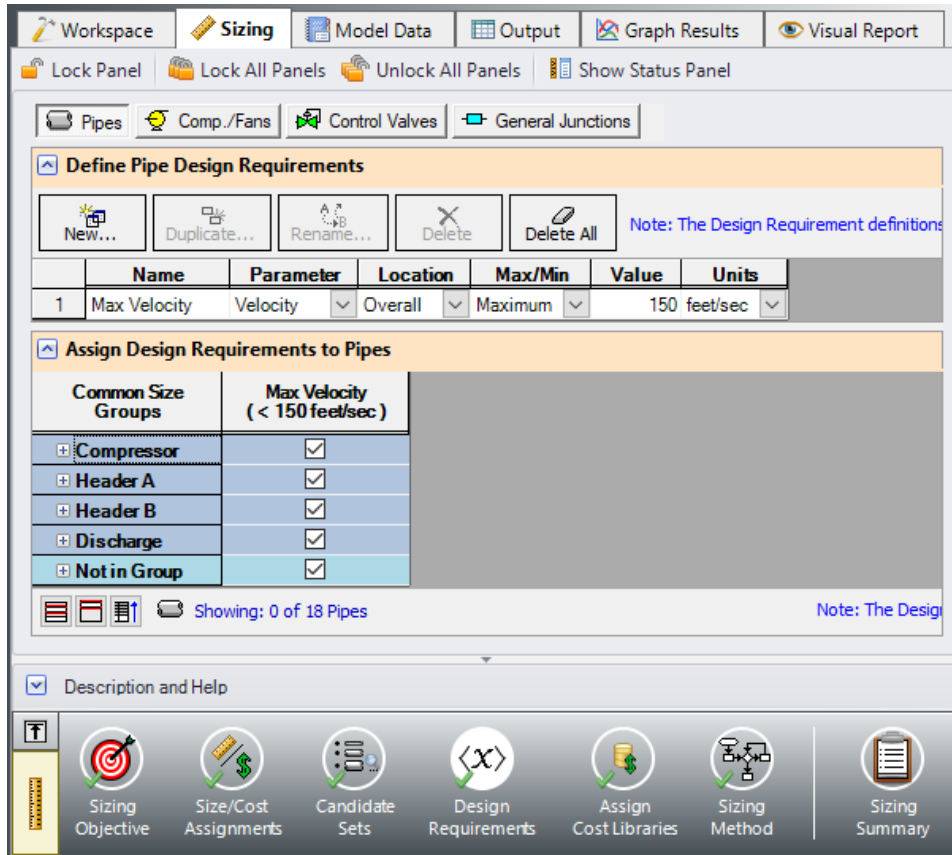 Workspace Sizing Model Data Output Graph Results Visual Report
Lock Panel Lock All Panels Unlock All Panels Show Status Panel
Pipes Comp./Fans Control Valves General Junctions
Define Pipe Design Requirements
New... Duplicate... Rename... Delete Delete All Note: The Design Requirement definitions
Name Parameter Location Max/Min Value Units
1 Max Velocity Velocity Overall Maximum 150 feet/sec
Assign Design Requirements to Pipes
Common Size Max Velocity
Groups ( < 150 feet/sec )
Compressor
Header A
Header B
Discharge
Not in Group
Showing: 0 of 18 Pipes Note: The Desig
Description and Help
Sizing Size/Cost Candidate Design Assign Sizing Sizing
Objective Assignments Sets Requirements Cost Libraries Method Summary